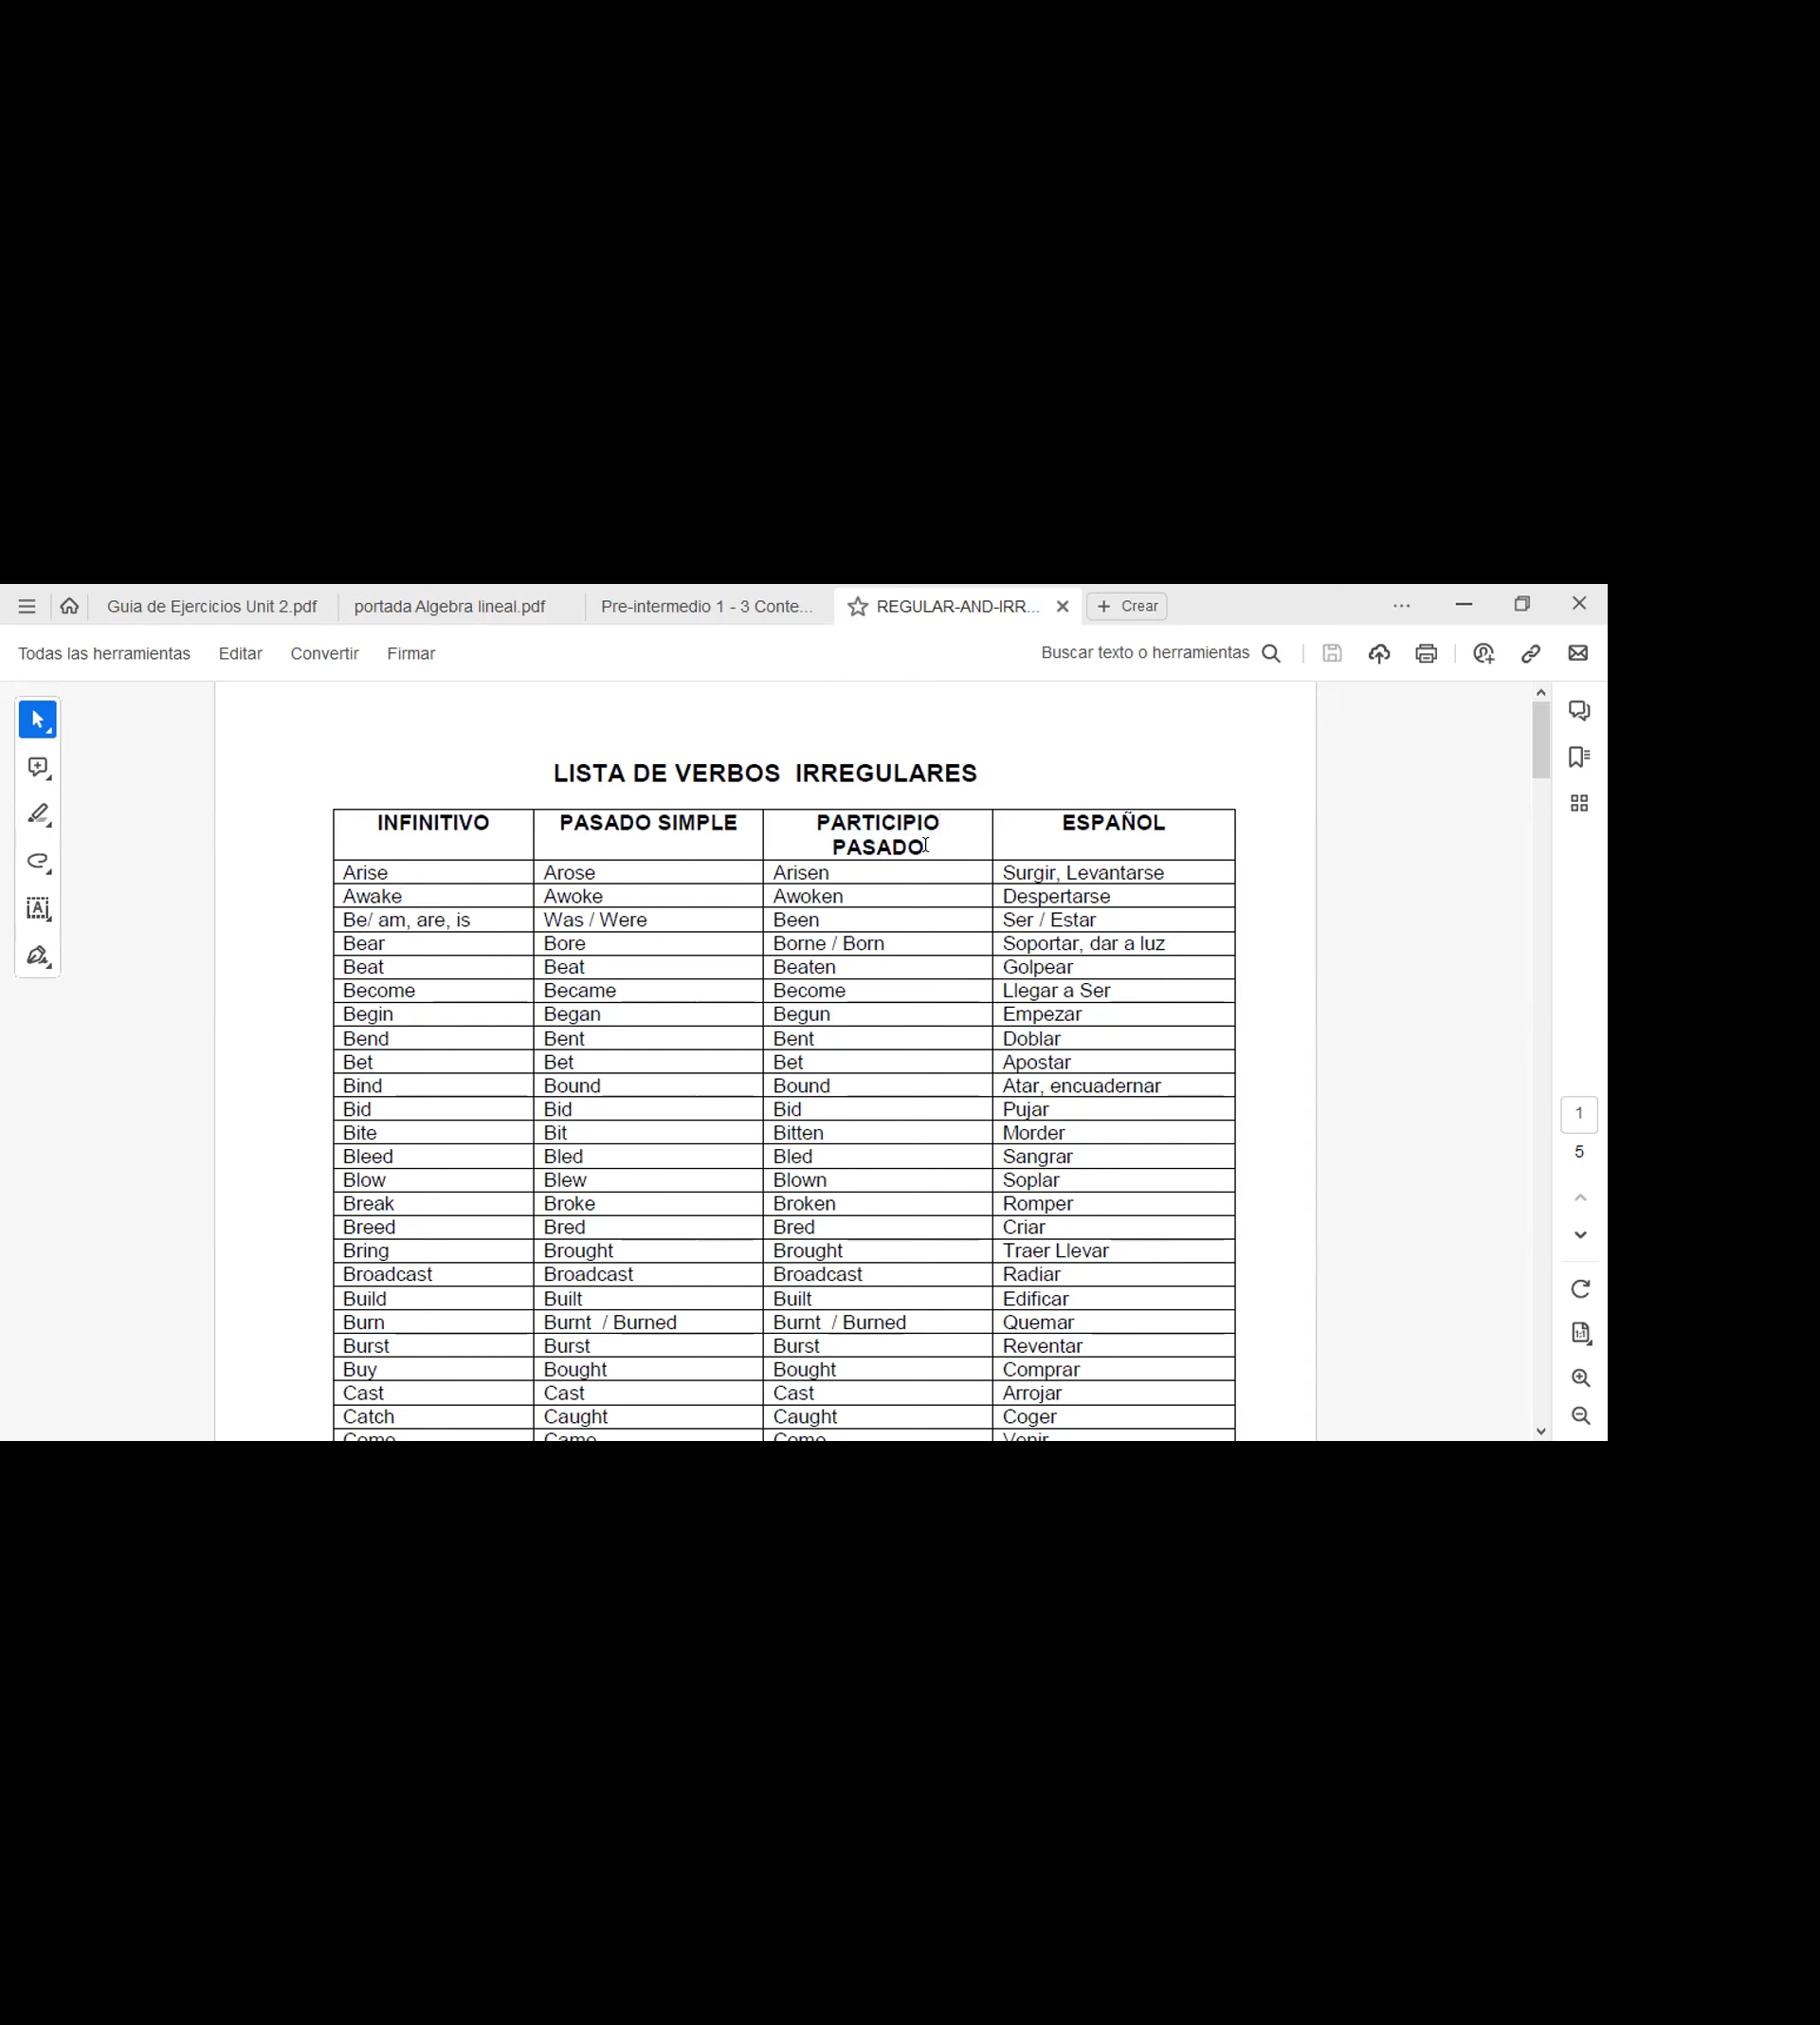 Guia de Ejercicios Unit 2.pdf portada Algebra lineal.pdf Pre-intermedio 1 - 3 Conte... REGULAR-AND-IRR... Crear
Todas las herramientas Editar Convertir Firmar Buscar texto o herramientas
LISTA DE VERBOS IRREGULARES
INFINITIVO PASADO SIMPLE PARTICIPIO PASADO ESPAÑOL
Arise Arose Arisen Surgir, Levantarse
Awake Awoke Awoken Despertarse
Be/ am, are, is Was / Were Been Ser / Estar
Bear Bore Borne / Born Soportar, dar a luz
Beat Beat Beaten Golpear
Become Became Become Llegar a Ser
Begin Began Begun Empezar
Bend Bent Bent Doblar
Bet Bet Bet Apostar
Bind Bound Bound Atar, encuadernar
Bid Bid Bid Pujar
Bite Bit Bitten Morder
Bleed Bled Bled Sangrar
Blow Blew Blown Soplar
Break Broke Broken Romper
Breed Bred Bred Criar
Bring Brought Brought Traer Llevar
Broadcast Broadcast Broadcast Radiar
Build Built Built Edificar
Burn Burnt / Burned Burnt / Burned Quemar
Burst Burst Burst Reventar
Buy Bought Bought Comprar
Cast Cast Cast Arrojar
Catch Caught Caught Coger
Come Came Come Venir
1
5